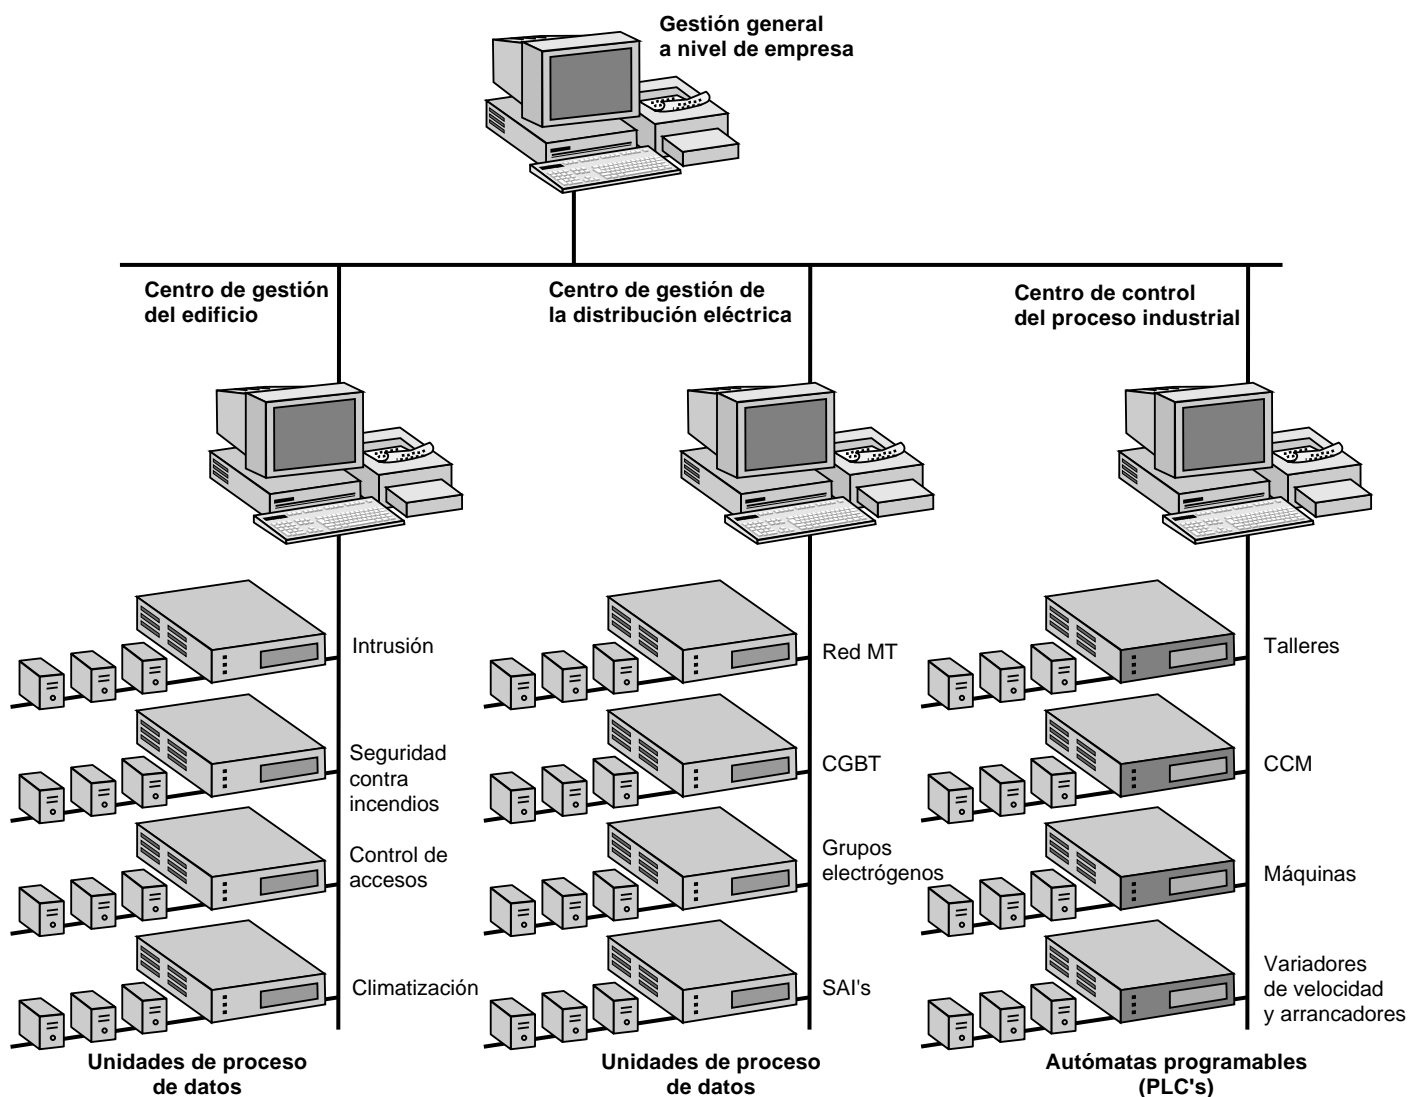 Gestión general
a nivel de empresa
Centro de gestión
del edificio
Centro de gestión de
la distribución eléctrica
Centro de control
del proceso industrial
Intrusión
Seguridad
contra
incendios
Control de
accesos
Climatización
Unidades de proceso
de datos
Red MT
CGBT
Grupos
electrógenos
SAI's
Unidades de proceso
de datos
Talleres
CCM
Máquinas
Variadores
de velocidad
y arrancadores
Autómatas programables
(PLC's)